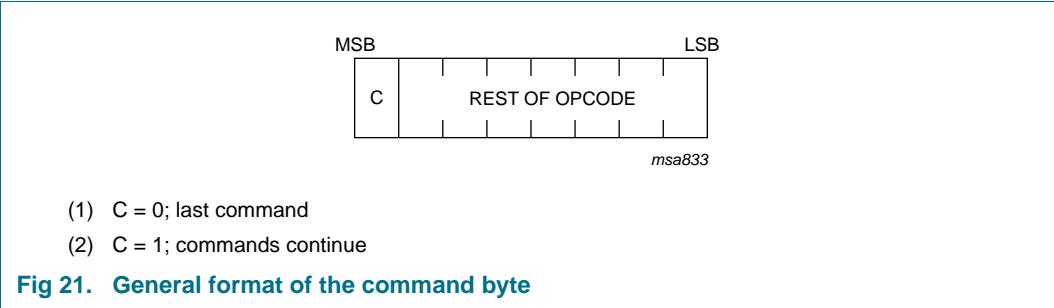 MSB LSB
C REST OF OPCODE
msa833
(1) C = 0; last command
(2) C = 1; commands continue
Fig 21. General format of the command byte